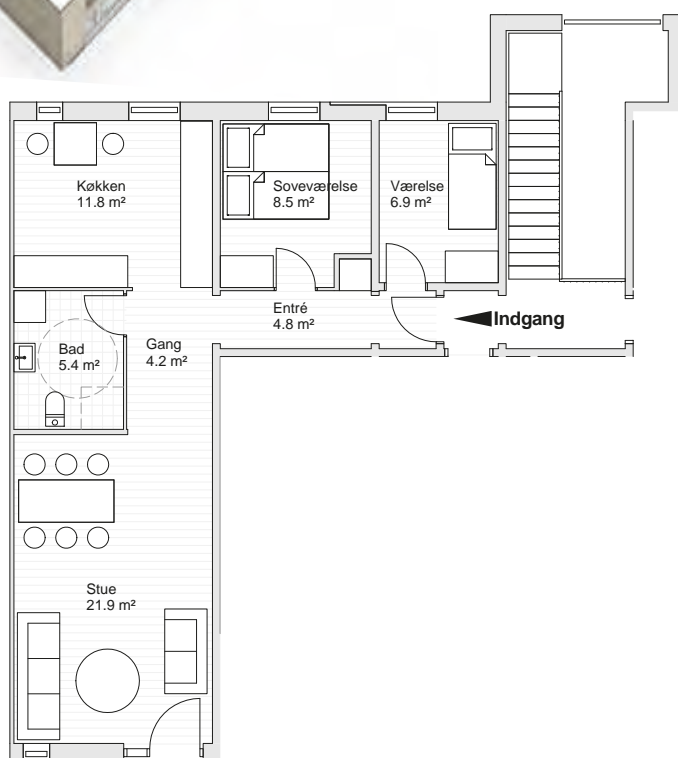 Køkken
11.8 m²
Soveværelse
8.5 m²
Værelse
6.9 m²
Entré
4.8 m²
Indgang
Bad
5.4 m²
Gang
4.2 m²
Stue
21.9 m²